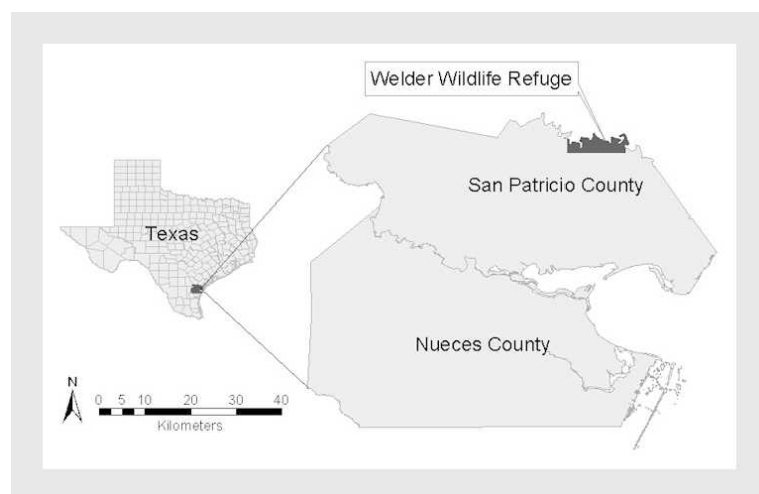 Welder Wildlife Refuge
San Patricio County
Texas
Nueces County
N
0 5 10 20 30 40
Kilometers